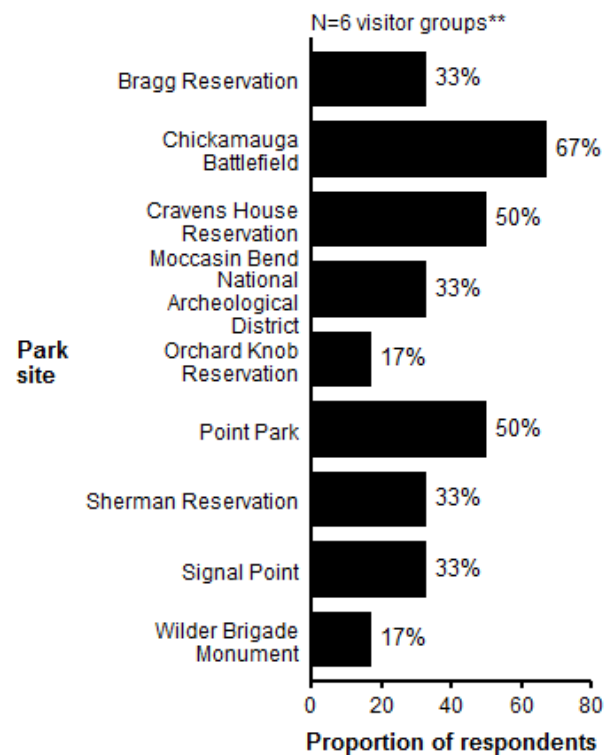 N=6 visitor groups**
Bragg Reservation
33%
Chickamauga
Battlefield
67%
Cravens House
Reservation
50%
Moccasin Bend
National
Archeological
District
33%
Park
site
Orchard Knob
Reservation
17%
Point Park
50%
Sherman Reservation
33%
Signal Point
33%
Wilder Brigade
Monument
17%
0 20 40 60 80
Proportion of respondents